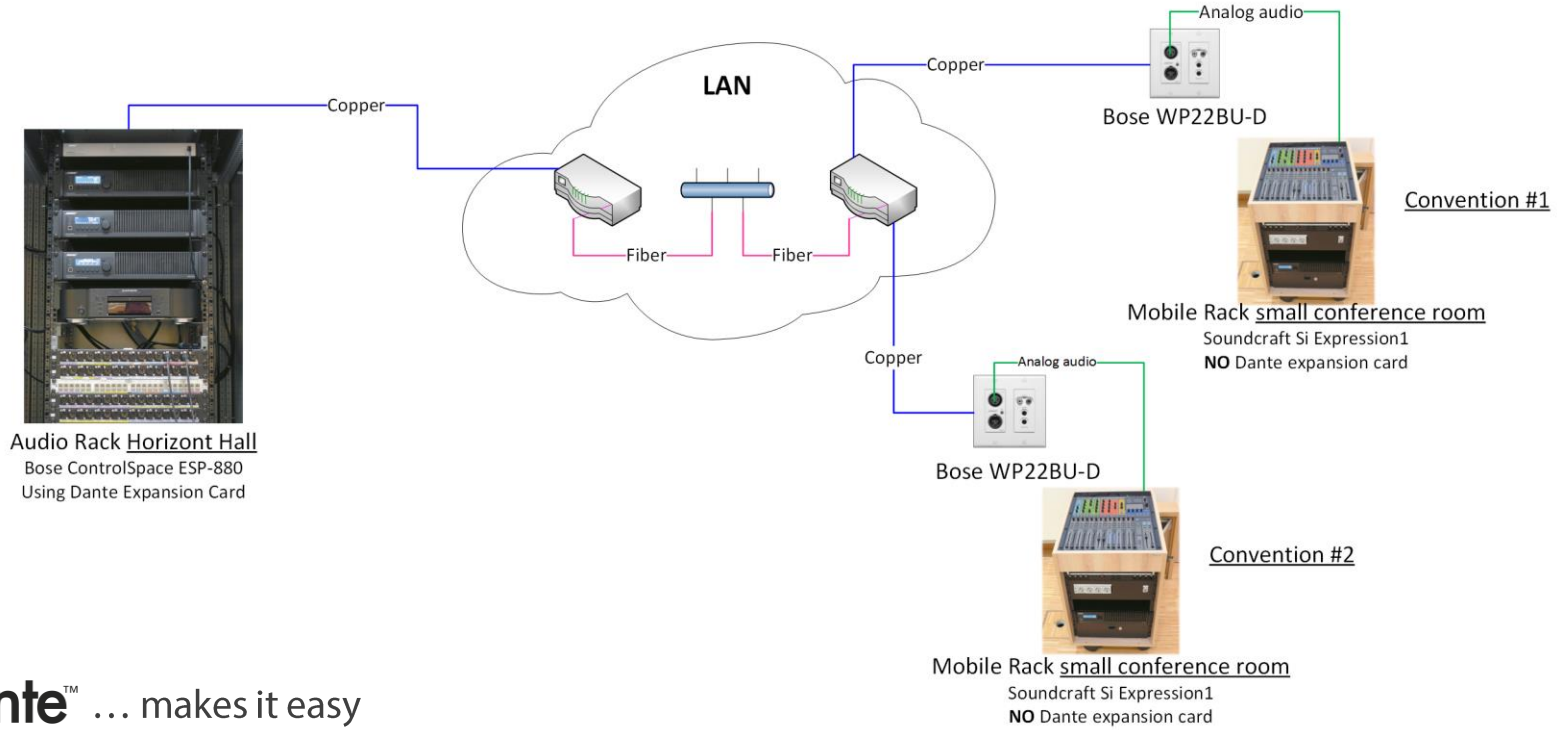 Analog audio
Copper
LAN
Copper
Bose WP22BU-D
Convention #1
Fiber
Fiber
Mobile Rack small conference room
Soundcraft Si Expression1
NO Dante expansion card
Copper
Analog audio
Audio Rack Horizont Hall
Bose ControlSpace ESP-880
Using Dante Expansion Card
Bose WP22BU-D
Convention #2
Mobile Rack small conference room
Soundcraft Si Expression1
NO Dante expansion card
nte™ … makes it easy